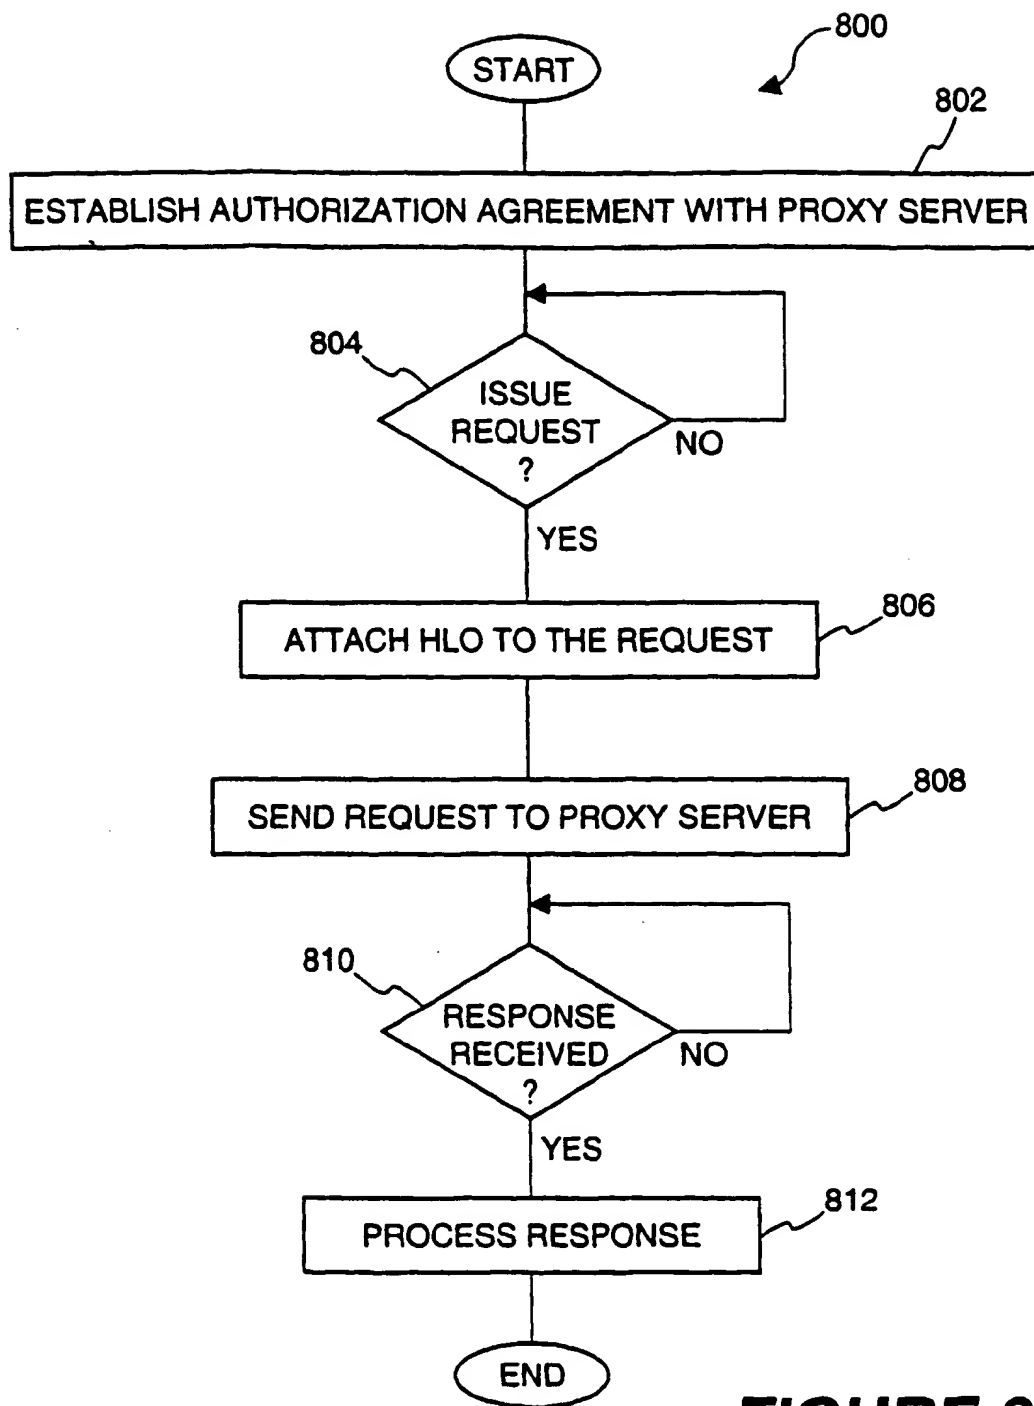 800
START
802
ESTABLISH AUTHORIZATION AGREEMENT WITH PROXY SERVER
804
ISSUE
REQUEST
?
NO
YES
806
ATTACH HLO TO THE REQUEST
808
SEND REQUEST TO PROXY SERVER
810
RESPONSE
RECEIVED
?
NO
YES
812
PROCESS RESPONSE
END
FIGURE